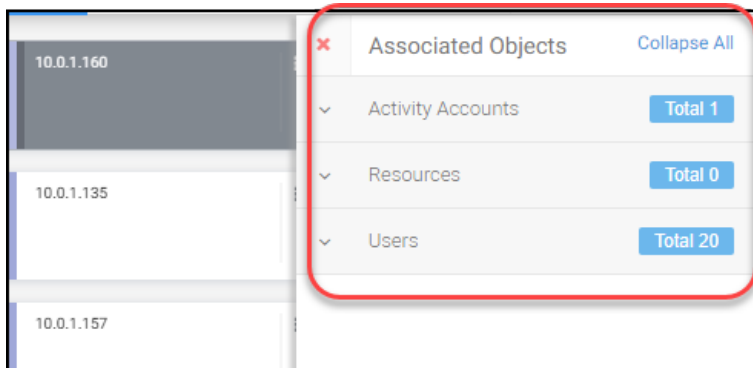 10.0.1.160
Associated Objects
Collapse All
Activity Accounts
Total 1
Resources
Total 0
10.0.1.135
Users
Total 20
10.0.1.157